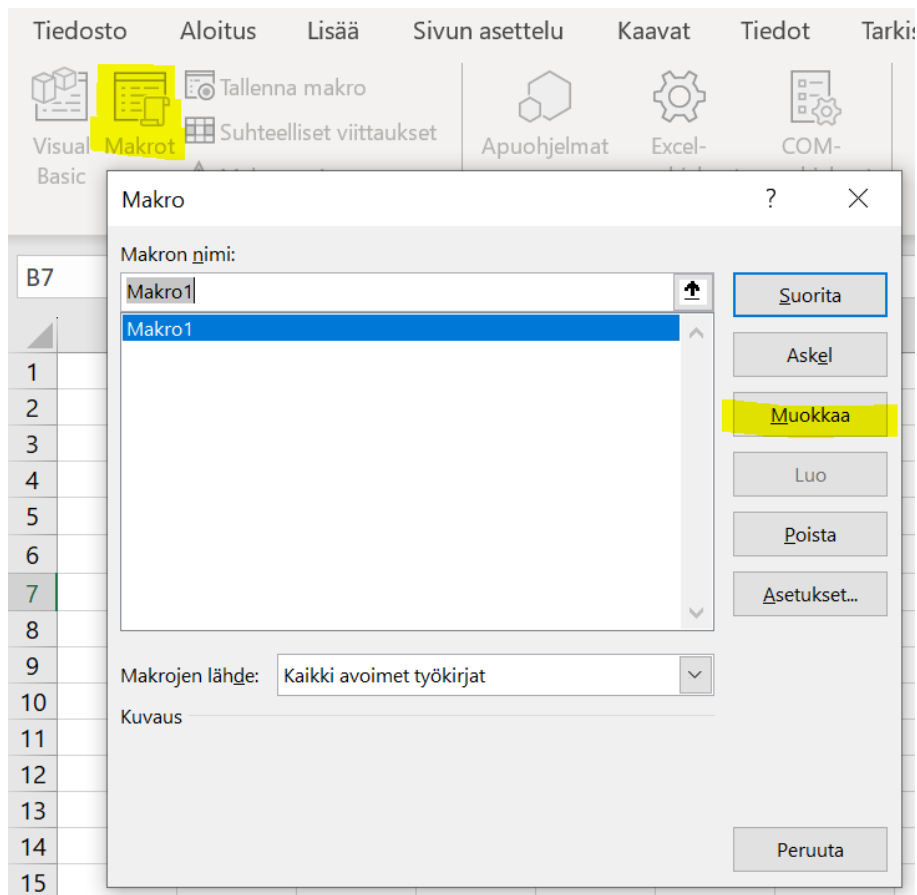 Tiedosto Aloitus Lisää Sivun asettelu Kaavat Tiedot Tarkis
Tallenna makro
Suhteelliset viittaukset
Visual Basic
Makrot
Apuohjelmat
Excel-
COM-
Makro ?
B7
Makron nimi:
Makro1
Suorita
Makro1
Askel
Muokkaa
Luo
Poista
Asetukset...
1
2
3
4
5
6
7
8
9
10
11
12
13
14
15
Makrojen lähde: Kaikki avoimet työkirjat
Kuvaus
Peruuta